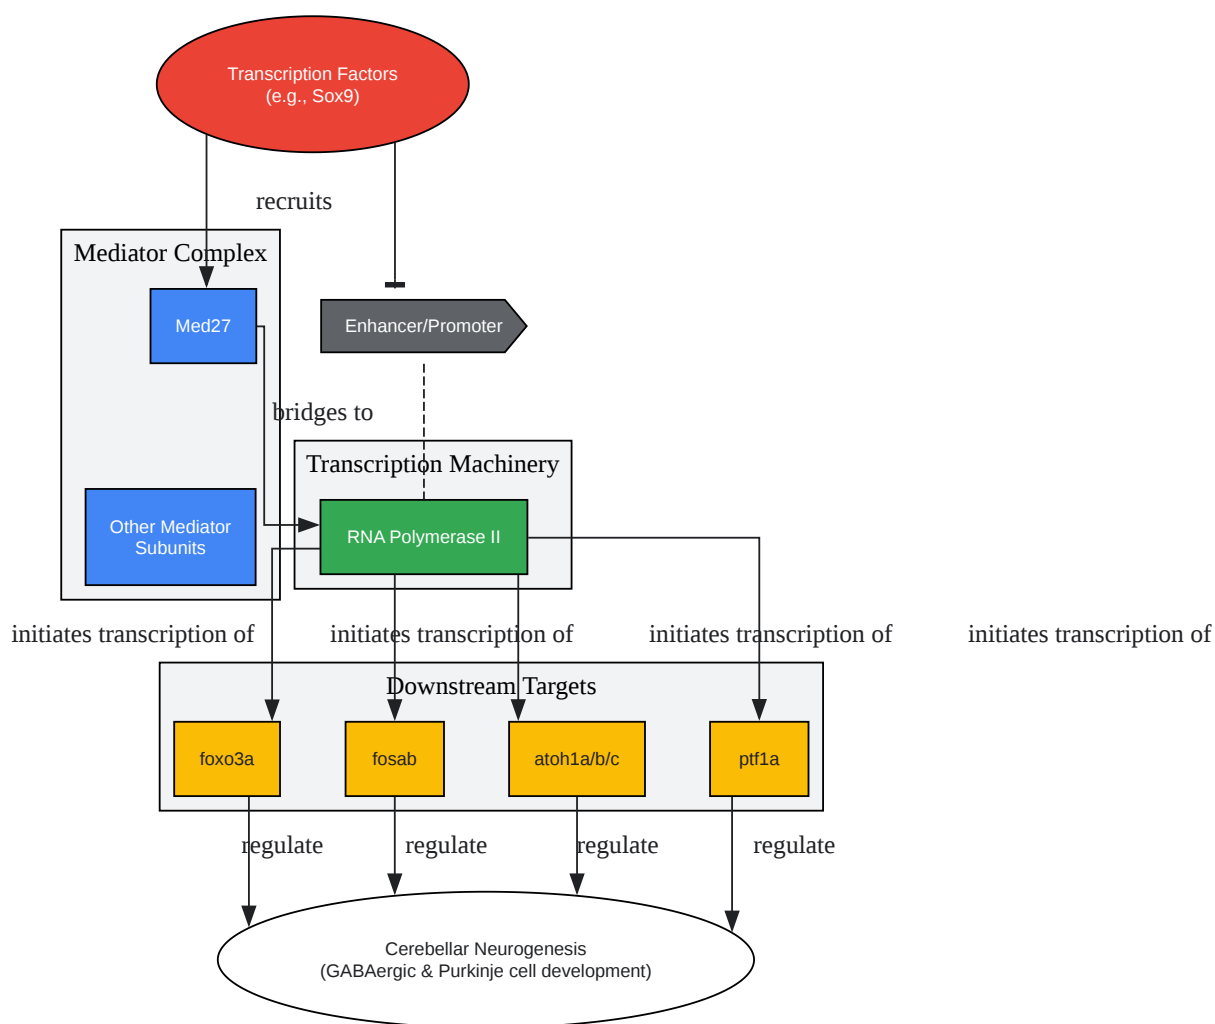 Transcription Factors
(e.g., Sox9)
recruits
Mediator Complex
Med27
Enhancer/Promoter
bridges to
Transcription Machinery
Other Mediator
Subunits
RNA Polymerase II
initiates transcription of
initiates transcription of
initiates transcription of
initiates transcription of
Downstream Targets
foxo3a
fosab
atoh1a/b/c
ptf1a
regulate
regulate
regulate
regulate
Cerebellar Neurogenesis
(GABAergic & Purkinje cell development)